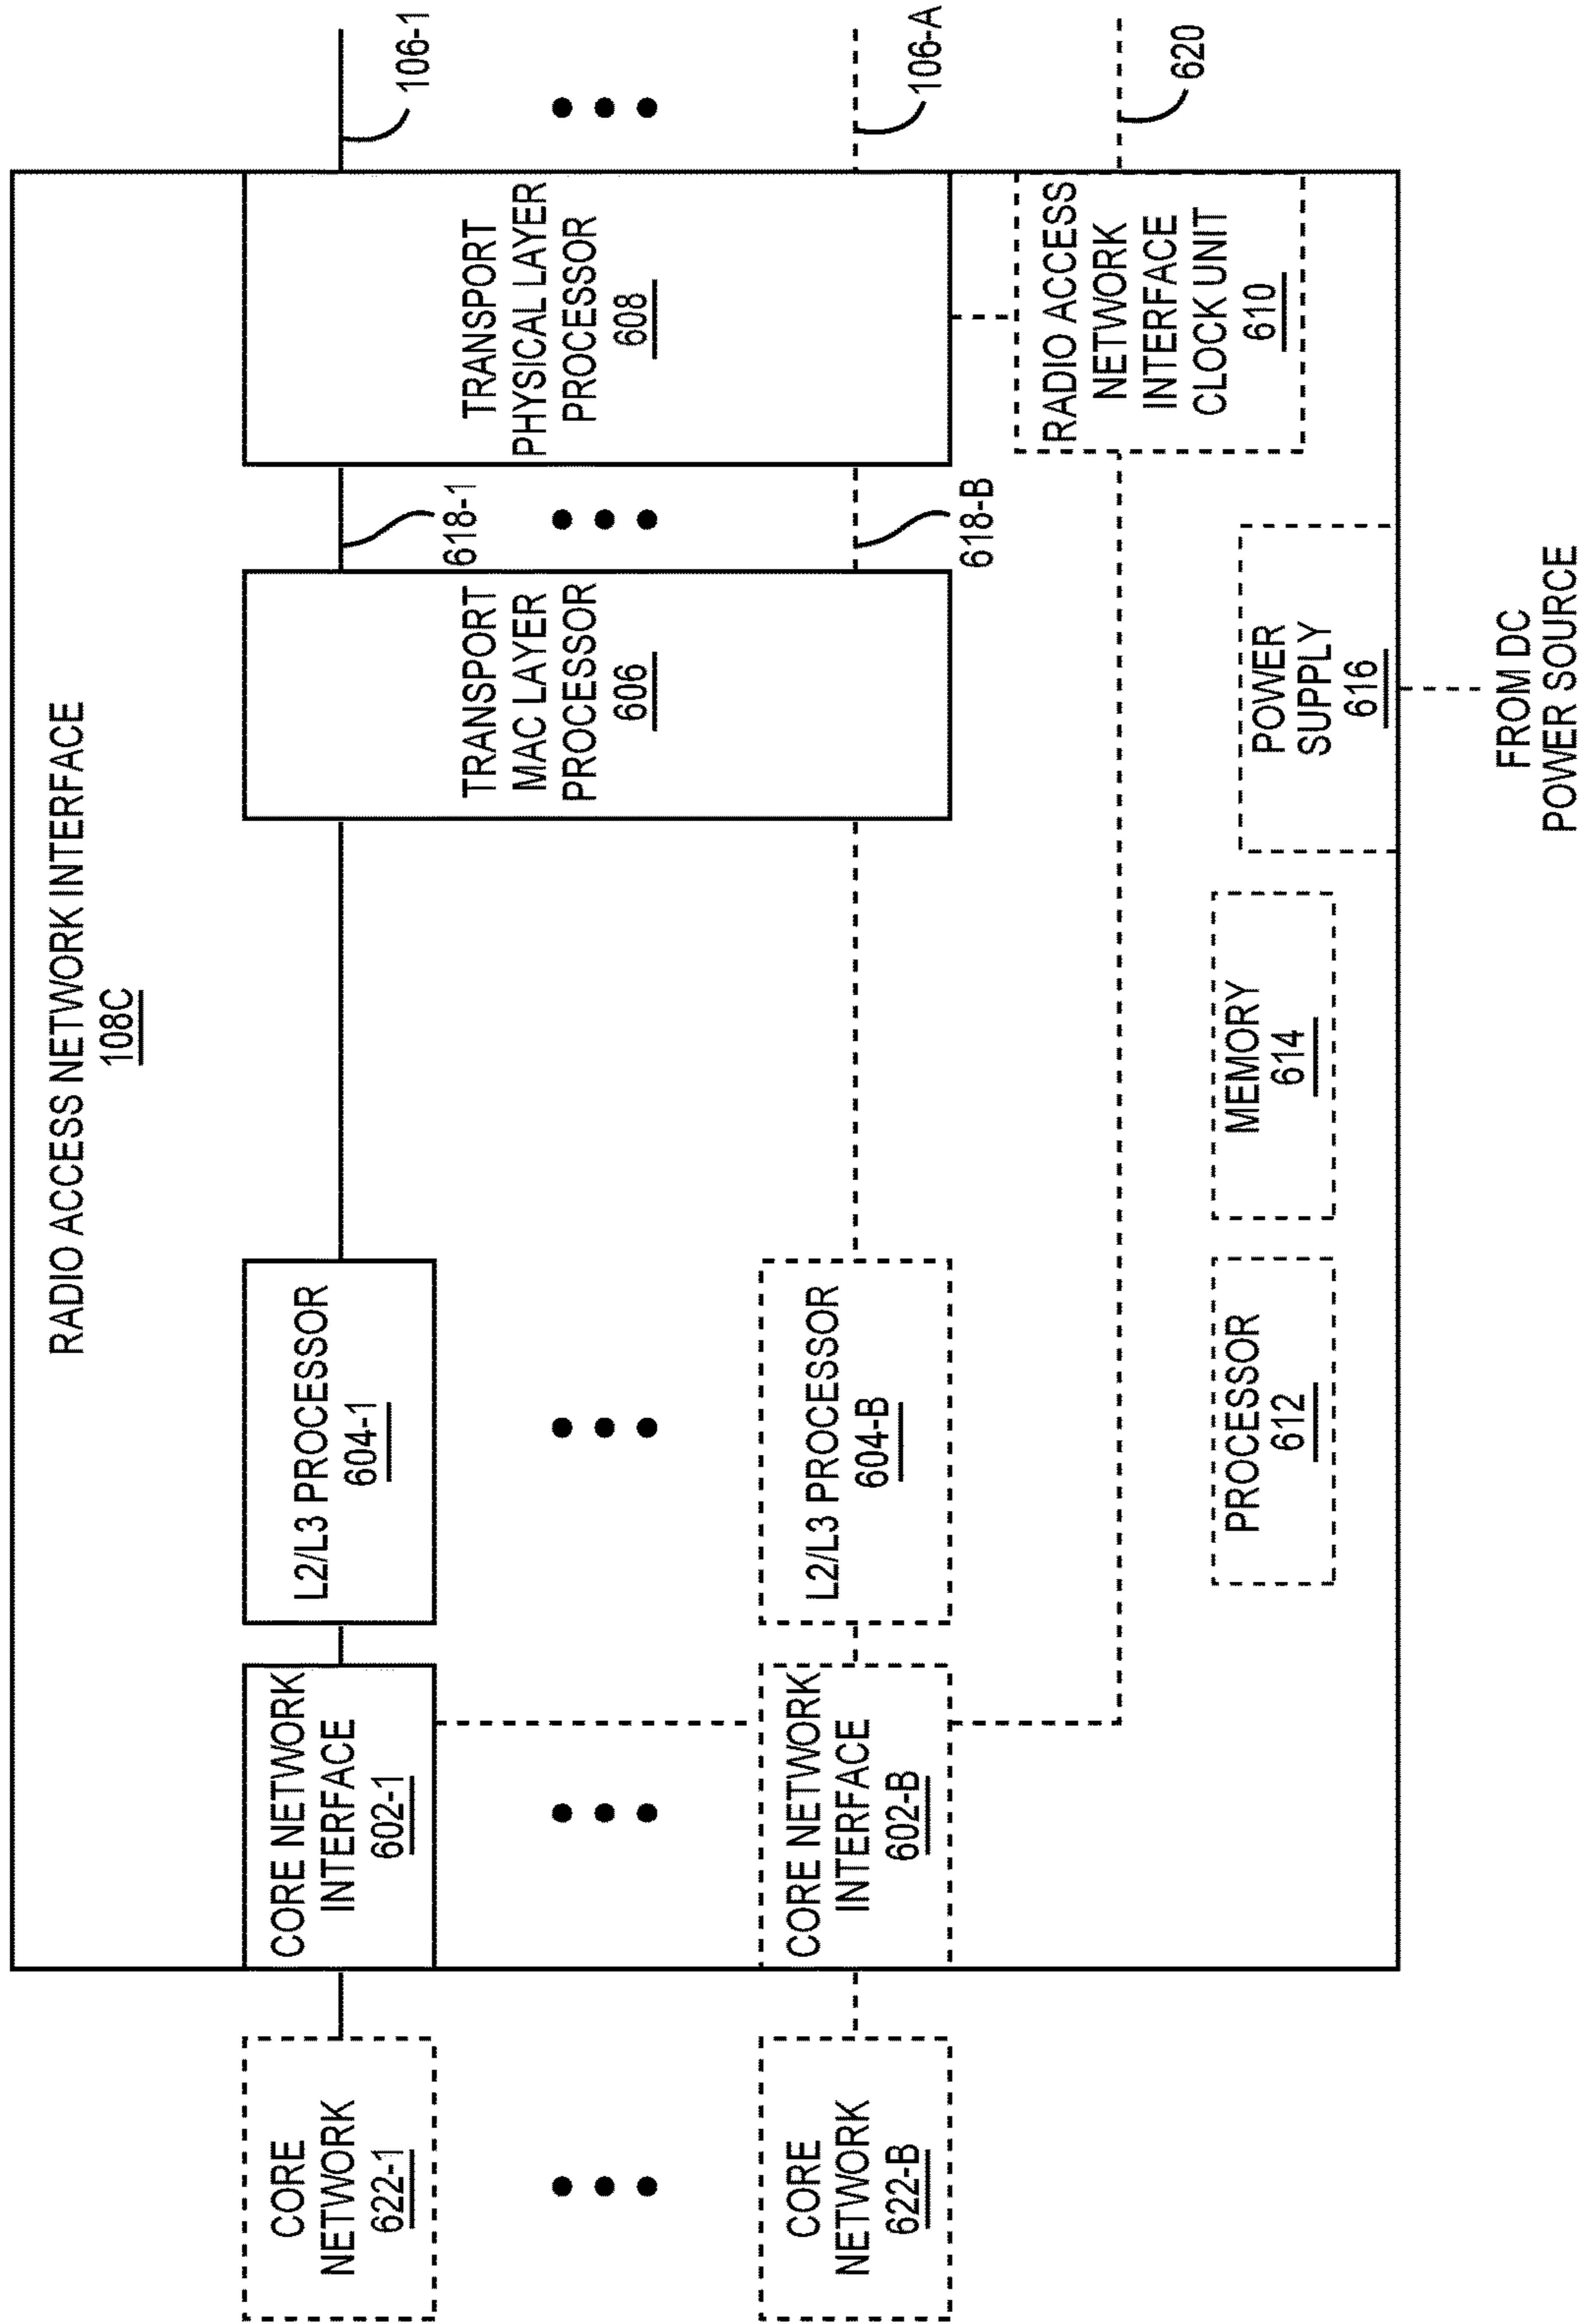 RADIO ACCESS NETWORK INTERFACE
108C
CORE
NETWORK
622-1
CORE NETWORK
INTERFACE
602-1
L2/L3 PROCESSOR
604-1
TRANSPORT
MAC LAYER
PROCESSOR
606
618-1
TRANSPORT
PHYSICAL LAYER
PROCESSOR
608
106-1
CORE
NETWORK
622-B
CORE NETWORK
INTERFACE
602-B
L2/L3 PROCESSOR
604-B
618-B
106-A
RADIO ACCESS
NETWORK
INTERFACE
CLOCK UNIT
610
620
PROCESSOR
612
MEMORY
614
POWER
SUPPLY
616
FROM DC
POWER SOURCE